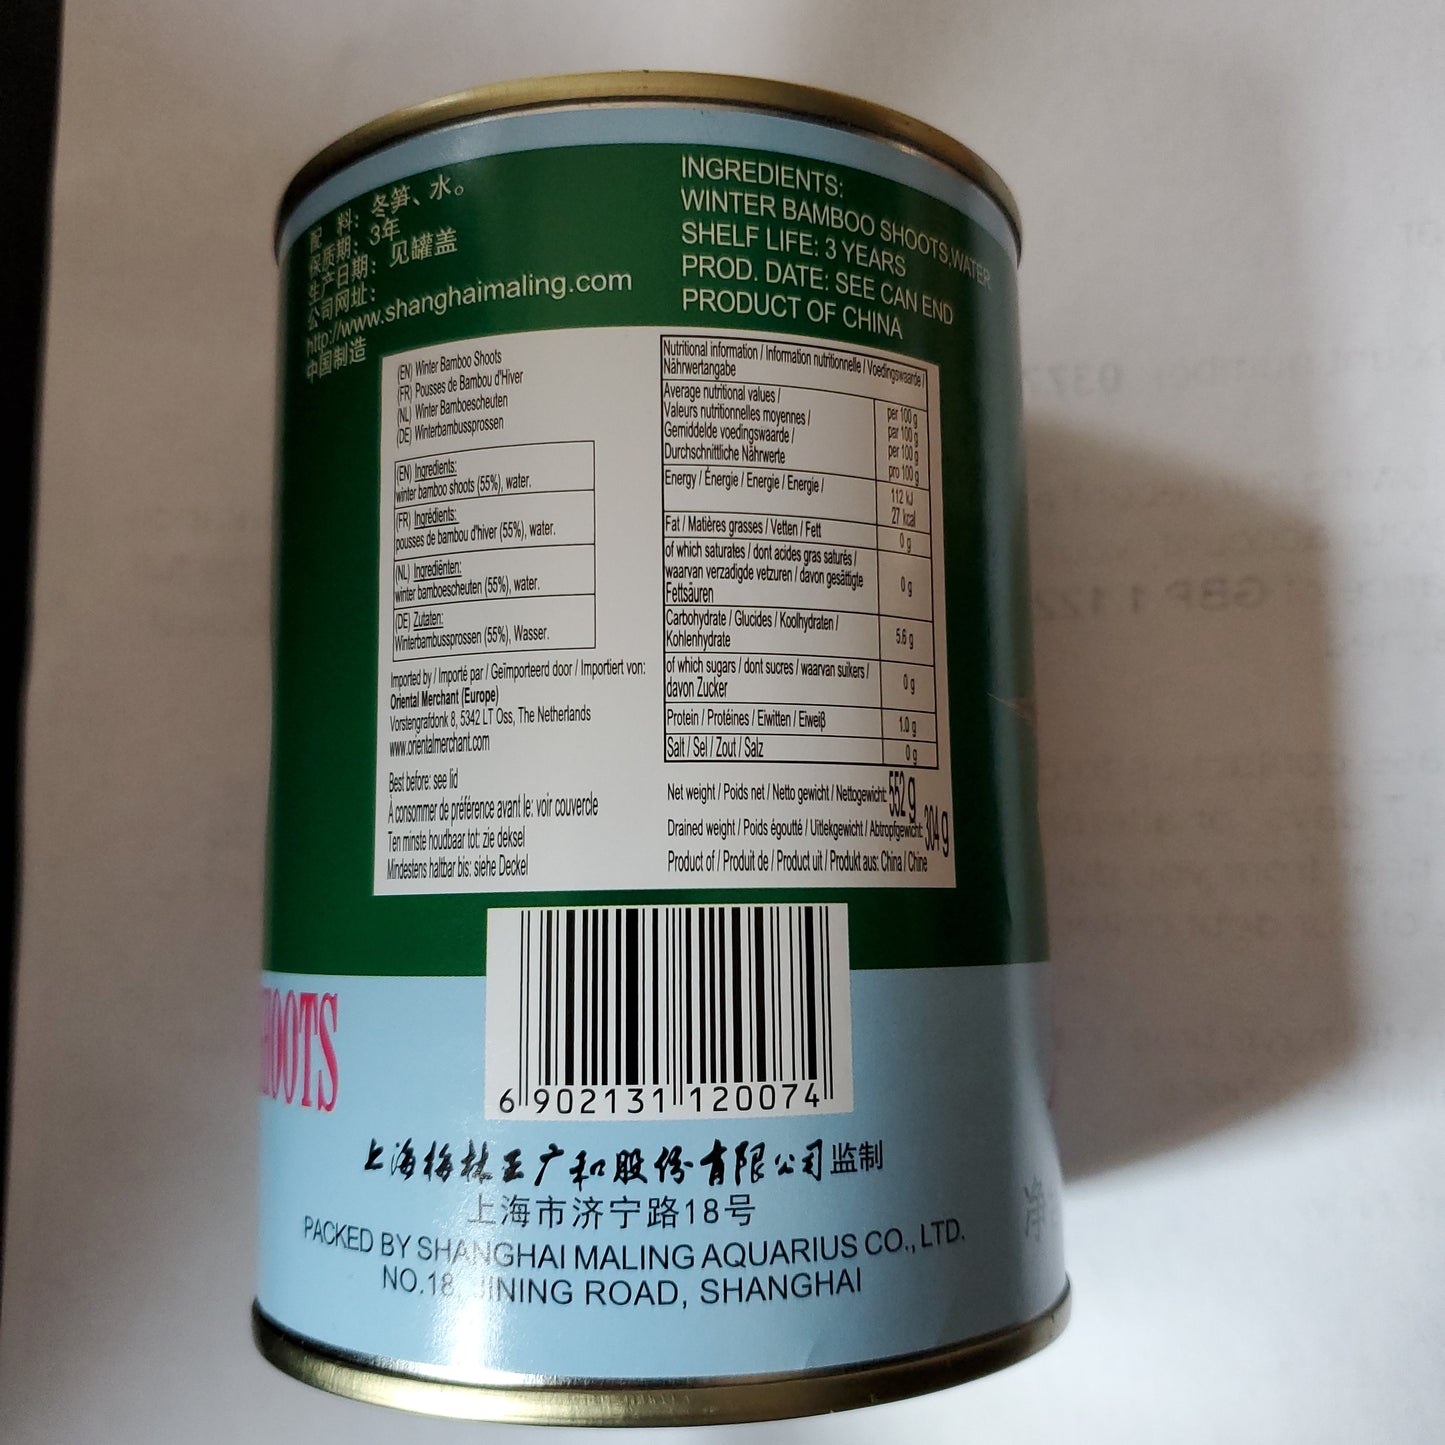 配 料：冬笋、水。
保质期：3年
生产日期：见罐盖
公司网址：
http://www.shanghaimaling.com
中国制造
INGREDIENTS:
WINTER BAMBOO SHOOTS,WATER
SHELF LIFE: 3 YEARS
PROD. DATE: SEE CAN END
PRODUCT OF CHINA
(EN) Winter Bamboo Shoots
(FR) Pousses de Bambou d'Hiver
(NL) Winter Bamboescheuten
(DE) Winterbambussprossen
(EN) Ingredients:
winter bamboo shoots (55%), water.
(FR) Ingrédients:
pousses de bambou d'hiver (55%), water.
(NL) Ingrediënten:
winter bamboescheuten (55%), water.
(DE) Zutaten:
Winterbambussprossen (55%), Wasser.
Imported by / Importé par / Geïmporteerd door / Importiert von:
Oriental Merchant (Europe)
Vorstengrafdonk 8, 5342 LT Oss, The Netherlands
www.orientalmerchant.com
Best before: see lid
À consommer de préférence avant le: voir couvercle
Ten minste houdbaar tot: zie deksel
Mindestens haltbar bis: siehe Deckel
Nutritional information / Information nutritionnelle / Voedingswaarde /
Nährwertangabe
Average nutritional values / per 100 g
Valeurs nutritionnelles moyennes / par 100 g
Gemiddelde voedingswaarde / per 100 g
Durchschnittliche Nährwerte pro 100 g
Energy / Énergie / Energie / Energie / 112 kJ
27 kcal
Fat / Matières grasses / Vetten / Fett 0 g
of which saturates / dont acides gras saturés /
waarvan verzadigde vetzuren / davon gesättigte 0 g
Fettsäuren
Carbohydrate / Glucides / Koolhydraten /
Kohlenhydrate 5.6 g
of which sugars / dont sucres / waarvan suikers /
davon Zucker 0 g
Protein / Protéines / Eiwitten / Eiweiß 1.0 g
Salt / Sel / Zout / Salz 0 g
Net weight / Poids net / Netto gewicht / Nettogewicht: 552 g
Drained weight / Poids égoutté / Uitlekgewicht / Abtropfgewicht: 304 g
Product of / Produit de / Product uit / Produkt aus: China / Chine
6 902131 120074
HOOTS
上海梅林正广和股份有限公司监制
上海市济宁路18号
PACKED BY SHANGHAI MALING AQUARIUS CO., LTD.
NO.18, JINING ROAD, SHANGHAI
净